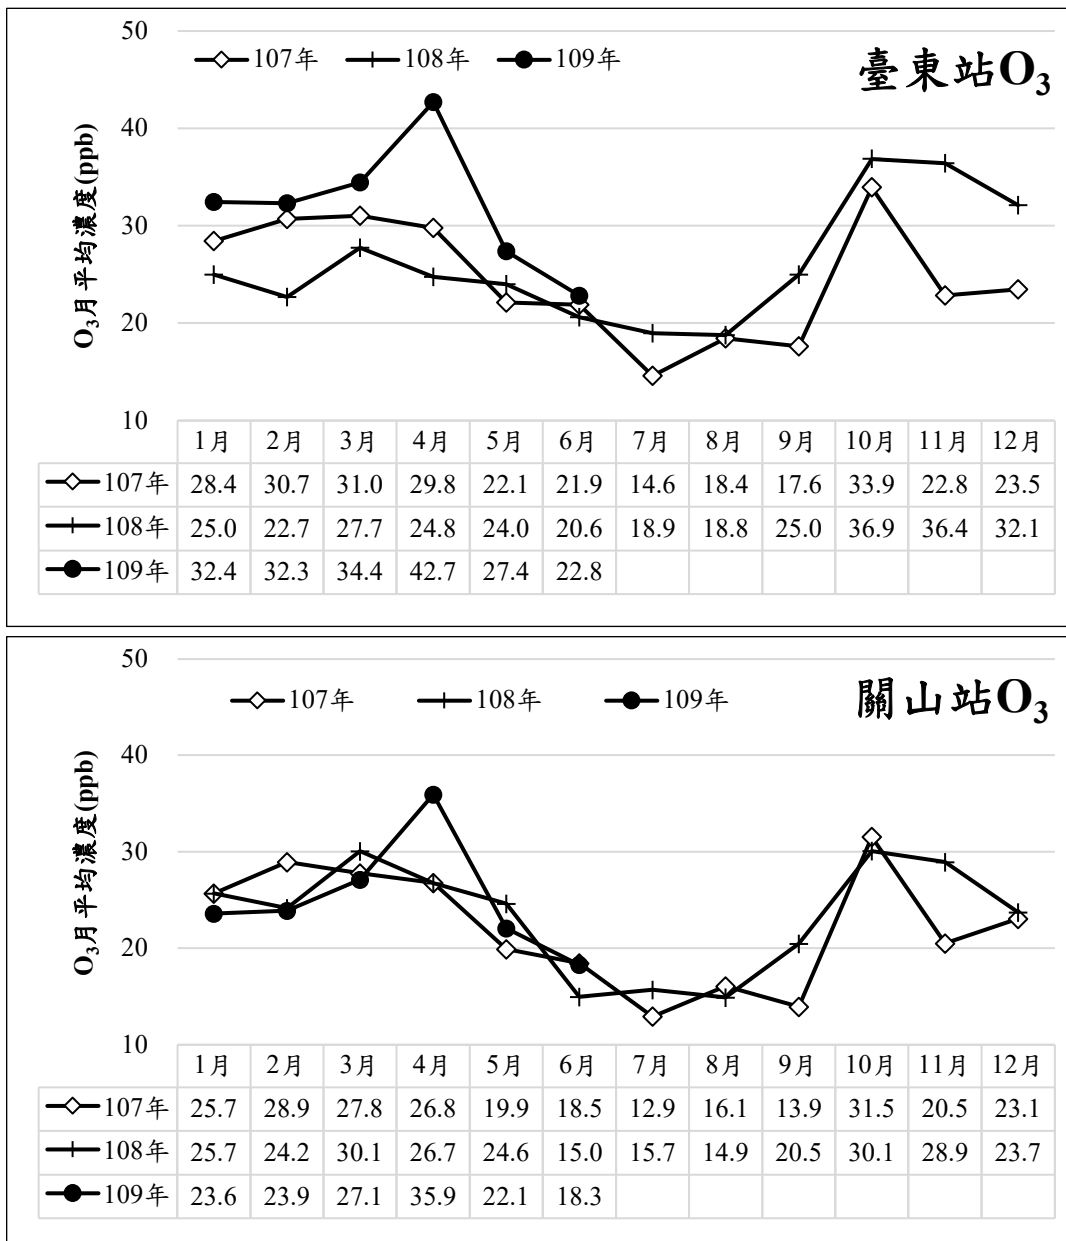 50
107年 108年 109年
臺東站O₃
40
30
20
10
O₃月平均濃度(ppb)
1月 2月 3月 4月 5月 6月 7月 8月 9月 10月 11月 12月
107年 28.4 30.7 31.0 29.8 22.1 21.9 14.6 18.4 17.6 33.9 22.8 23.5
108年 25.0 22.7 27.7 24.8 24.0 20.6 18.9 18.8 25.0 36.9 36.4 32.1
109年 32.4 32.3 34.4 42.7 27.4 22.8
50
107年 108年 109年
關山站O₃
40
30
20
10
O₃月平均濃度(ppb)
1月 2月 3月 4月 5月 6月 7月 8月 9月 10月 11月 12月
107年 25.7 28.9 27.8 26.8 19.9 18.5 12.9 16.1 13.9 31.5 20.5 23.1
108年 25.7 24.2 30.1 26.7 24.6 15.0 15.7 14.9 20.5 30.1 28.9 23.7
109年 23.6 23.9 27.1 35.9 22.1 18.3